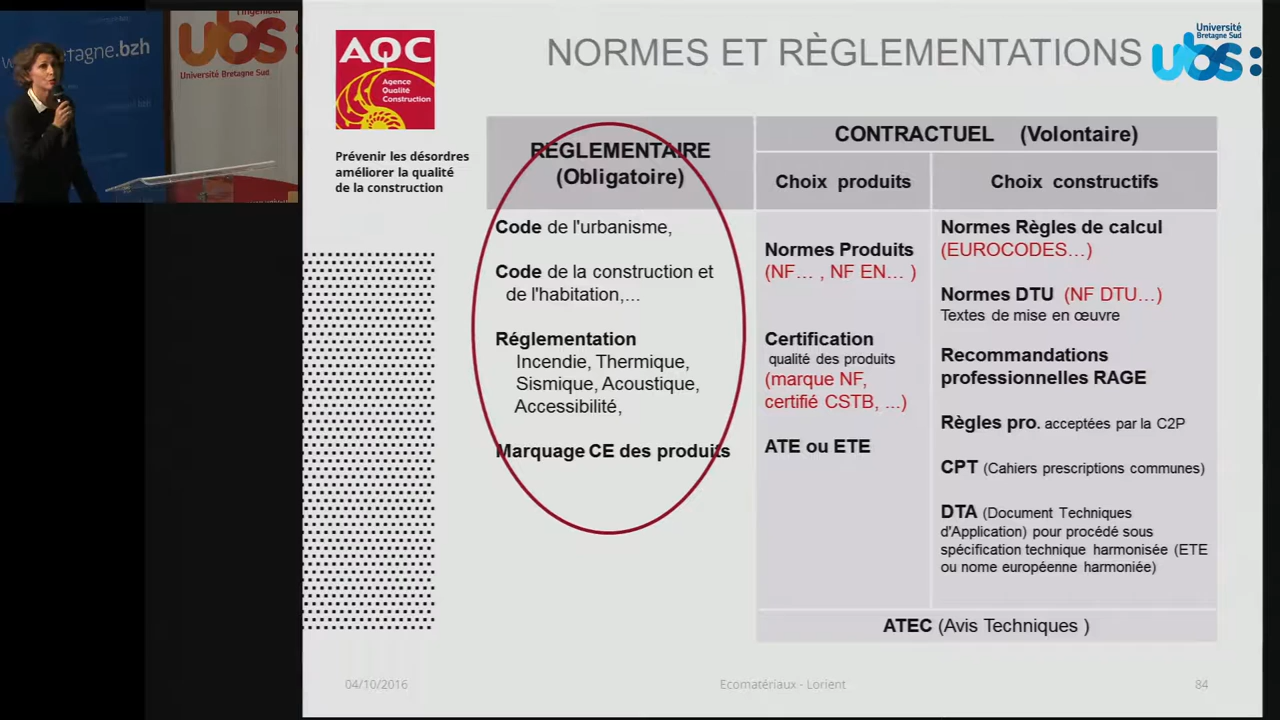 www.bretagne.bzh
l'ingénieur
ubs:
Université Bretagne Sud
AQC
Agence
Qualité
Construction
Prévenir les désordres
améliorer la qualité
de la construction
NORMES ET RÈGLEMENTATIONS
Université
Bretagne Sud
ubs:
REGLEMENTAIRE
(Obligatoire)
Code de l'urbanisme,
Code de la construction et
de l'habitation,...
Réglementation
Incendie, Thermique,
Sismique, Acoustique,
Accessibilité,
Marquage CE des produits
CONTRACTUEL (Volontaire)
Choix produits
Normes Produits
(NF... , NF EN... )
Certification
qualité des produits
(marque NF,
certifié CSTB, ...)
ATE ou ETE
Choix constructifs
Normes Règles de calcul
(EUROCODES...)
Normes DTU (NF DTU...)
Textes de mise en œuvre
Recommandations
professionnelles RAGE
Règles pro. acceptées par la C2P
CPT (Cahiers prescriptions communes)
DTA (Document Techniques
d'Application) pour procédé sous
spécification technique harmonisée (ETE
ou nome européenne harmoniée)
ATEC (Avis Techniques )
04/10/2016
Ecomatériaux - Lorient
84